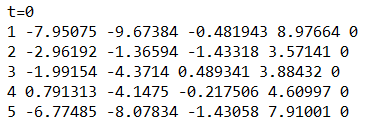 t=0
1 -7.95075 -9.67384 -0.481943 8.97664 0
2 -2.96192 -1.36594 -1.43318 3.57141 0
3 -1.99154 -4.3714 0.489341 3.88432 0
4 0.791313 -4.1475 -0.217506 4.60997 0
5 -6.77485 -8.07834 -1.43058 7.91001 0